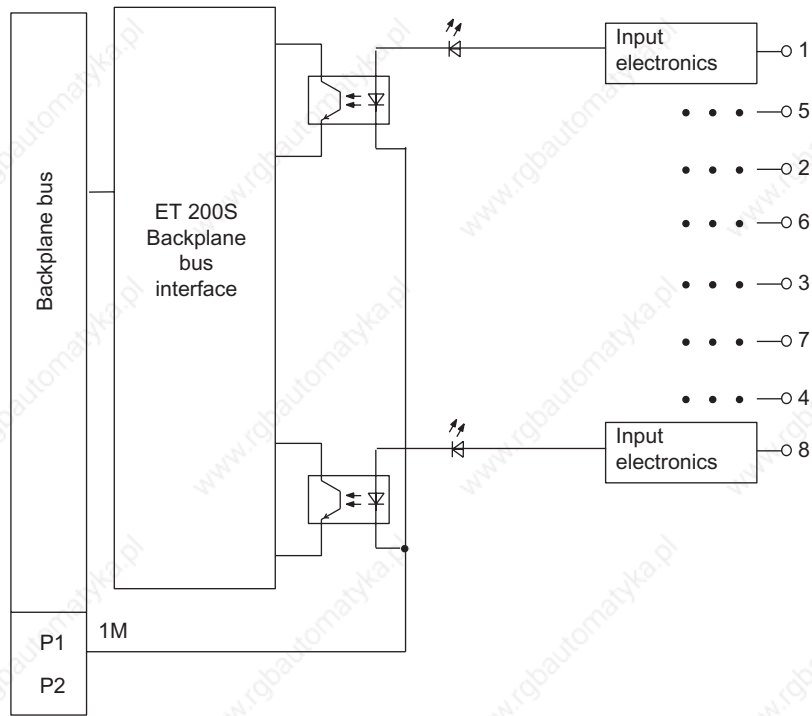 Input
electronics
1
5
2
6
3
7
4
Input
electronics
8
Backplane bus
ET 200S
Backplane
bus
interface
P1
1M
P2
www.rgbautomatyka.pl